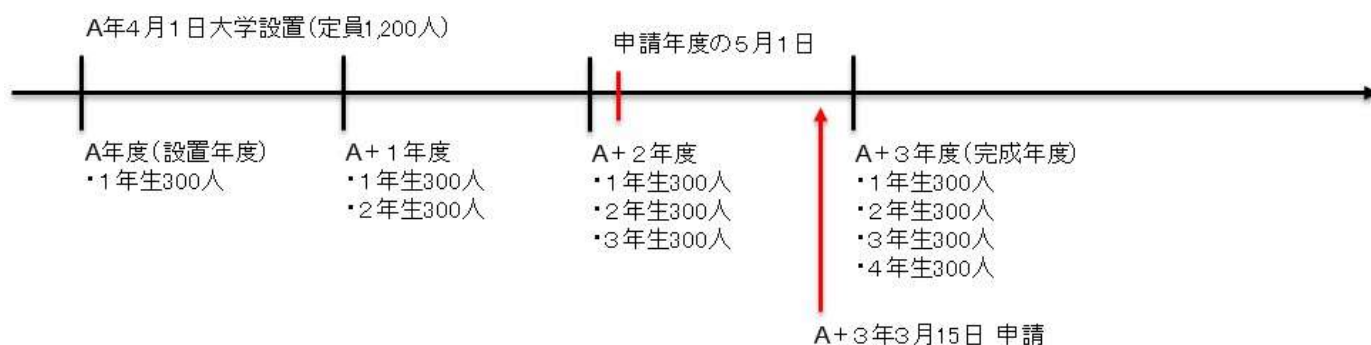 A年4月1日大学設置(定員1,200人)
申請年度の5月1日
A年度(設置年度)
・1年生300人
A+1年度
・1年生300人
・2年生300人
A+2年度
・1年生300人
・2年生300人
・3年生300人
A+3年度(完成年度)
・1年生300人
・2年生300人
・3年生300人
・4年生300人
A+3年3月15日 申請